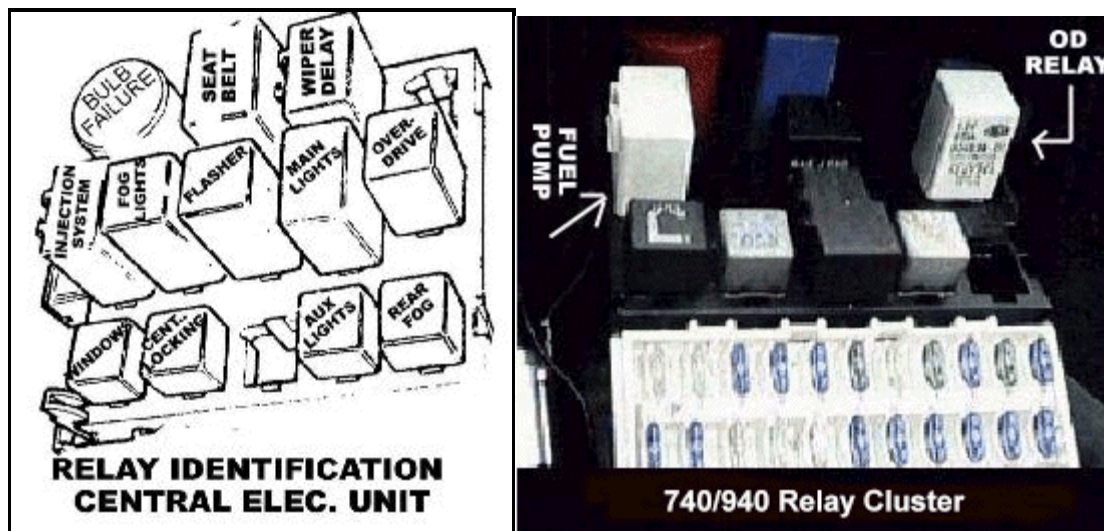 BULB
FAILURE
SEAT
BELT
WIPER
DELAY
INJECTION
SYSTEM
FOG
LIGHTS
FLASHER
MAIN
LIGHTS
OVER-
DRIVE
WINDOW
CENT..
LOCKING
AUX
LIGHTS
REAR
FOG
RELAY IDENTIFICATION
CENTRAL ELEC. UNIT
OD
RELAY
FUEL
PUMP
740/940 Relay Cluster